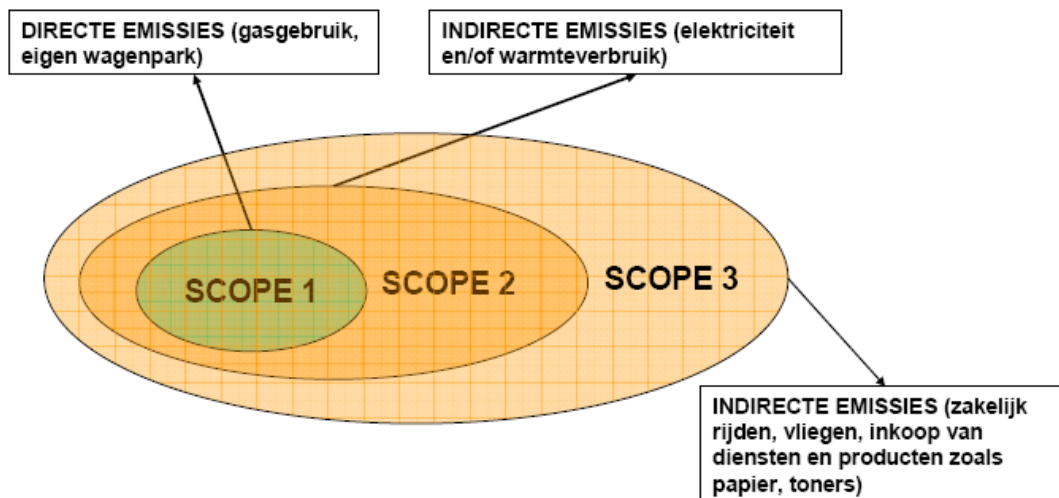 DIRECTE EMISSIES (gasgebruik,
eigen wagenpark)
INDIRECTE EMISSIES (elektriciteit
en/of warmteverbruik)
SCOPE 1
SCOPE 2
SCOPE 3
INDIRECTE EMISSIES (zakelijk
rijden, vliegen, inkoop van
diensten en producten zoals
papier, toners)